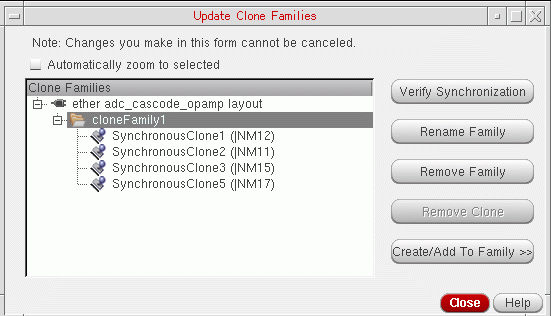 Update Clone Families
Note: Changes you make in this form cannot be canceled.
Automatically zoom to selected
Clone Families
ether adc_cascode_opamp layout
cloneFamily1
SynchronousClone1 (|NM12)
SynchronousClone2 (|NM11)
SynchronousClone3 (|NM15)
SynchronousClone5 (|NM17)
Verify Synchronization
Rename Family
Remove Family
Remove Clone
Create/Add To Family >>
Close
Help